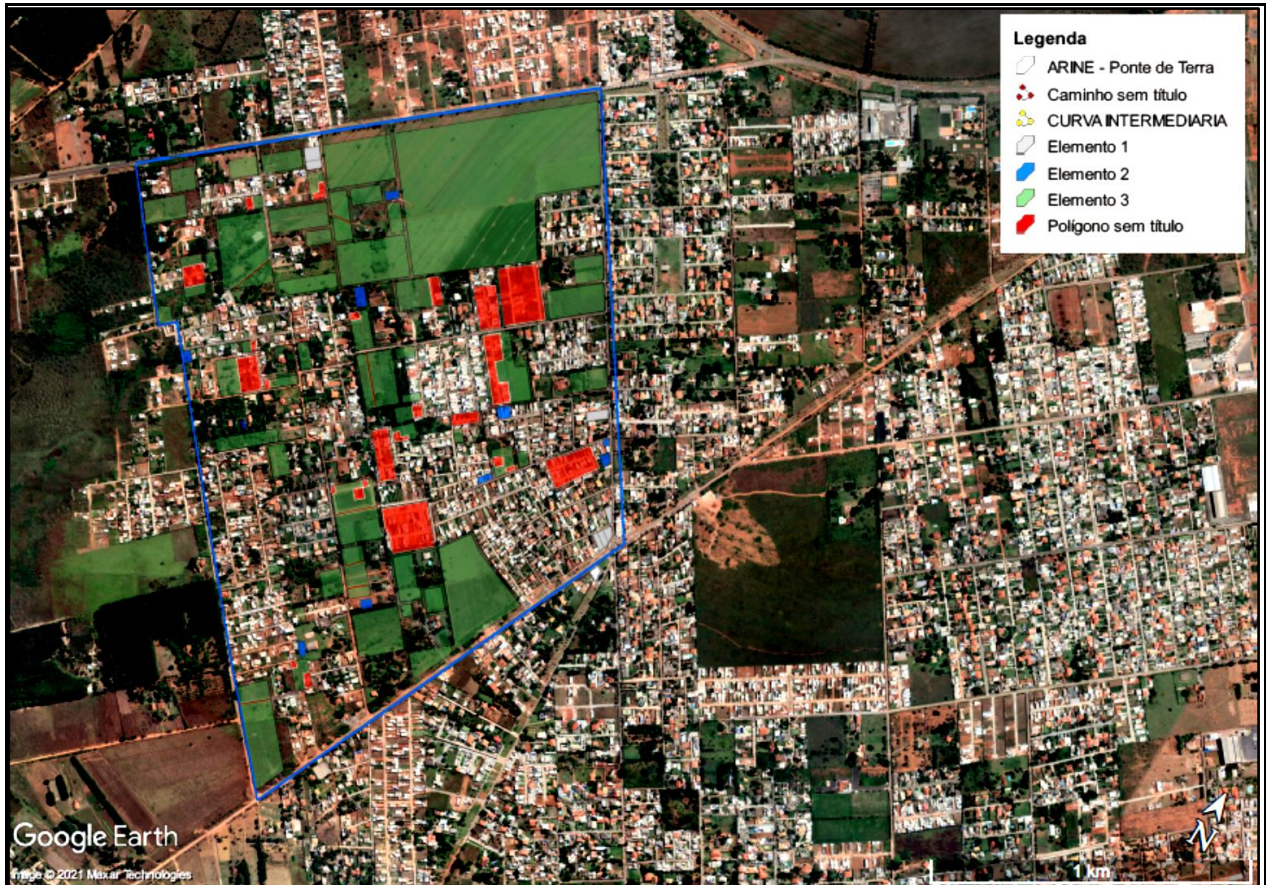 Legenda
ARINE - Ponte de Terra
Caminho sem título
CURVA INTERMEDIARIA
Elemento 1
Elemento 2
Elemento 3
Polígono sem título
Google Earth
Image © 2021 Maxar Technologies
N
1 km